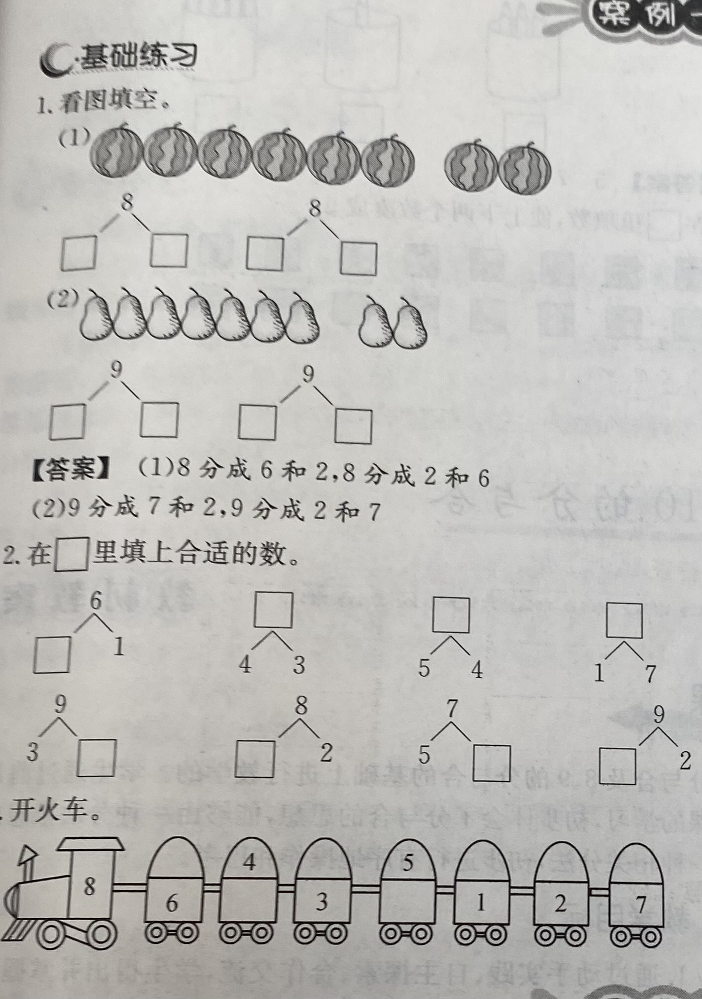 案例
基础练习
1. 看图填空。
(1)
8 8
(2)
9 9
【答案】 (1)8 分成 6 和 2,8 分成 2 和 6
(2)9 分成 7 和 2,9 分成 2 和 7
2. 在□里填上合适的数。
6 □ □ □
□ 1 4 3 5 4 1 7
9 8 7 9
3 □ □ 2 5 □ □ 2
. 开火车。
4 5
8 6 3 1 2 7